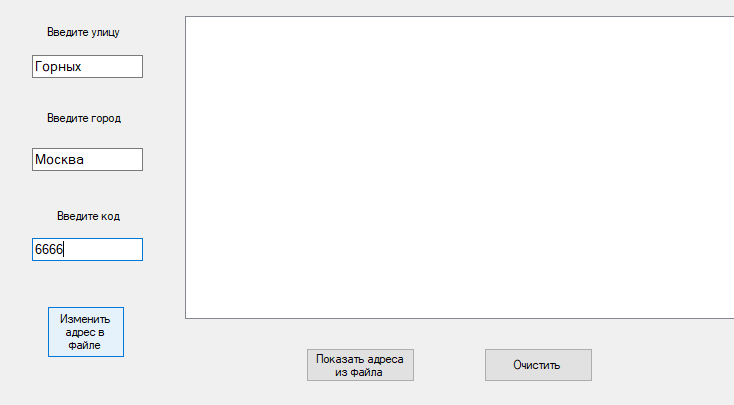 Введите улицу
Горных
Введите город
Москва
Введите код
6666
Изменить
адрес в
файле
Показать адреса
из файла
Очистить